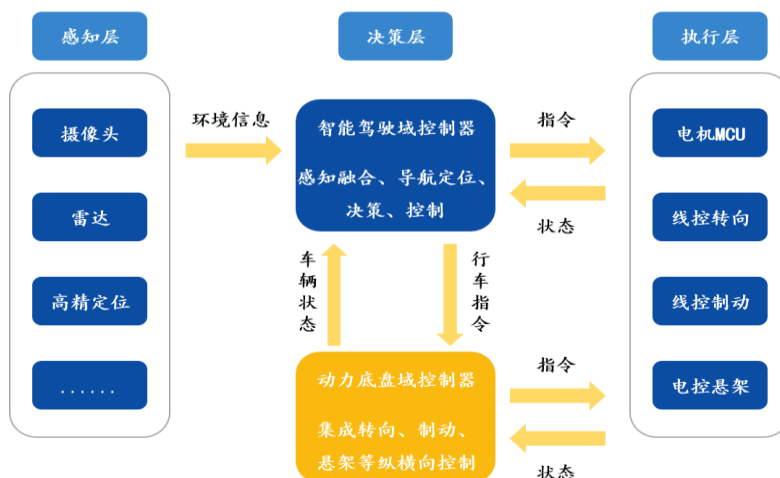 感知层
决策层
执行层
摄像头
雷达
高精定位
......
环境信息
智能驾驶域控制器
感知融合、导航定位、
决策、控制
指令
状态
车辆状态
行车指令
动力底盘域控制器
集成转向、制动、
悬架等纵横向控制
指令
状态
电机MCU
线控转向
线控制动
电控悬架